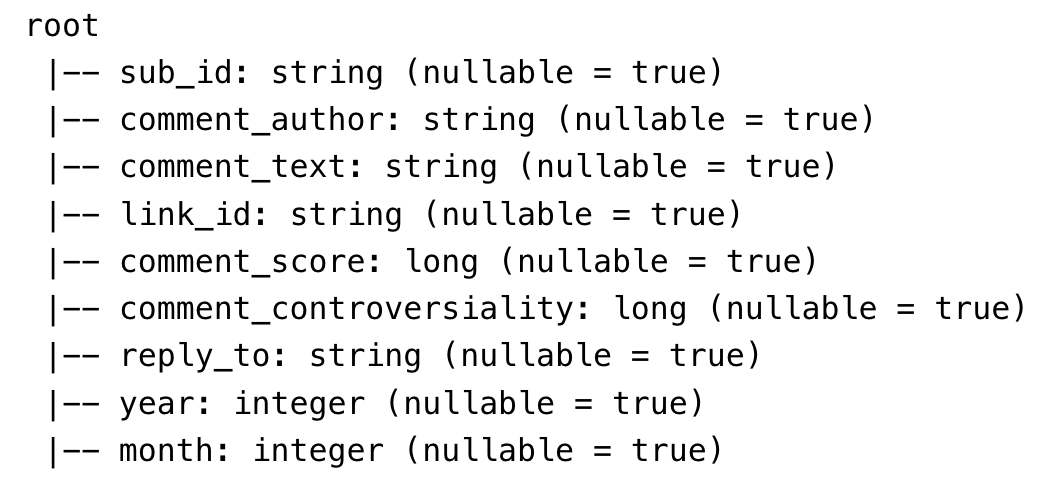 root
 |-- sub_id: string (nullable = true)
 |-- comment_author: string (nullable = true)
 |-- comment_text: string (nullable = true)
 |-- link_id: string (nullable = true)
 |-- comment_score: long (nullable = true)
 |-- comment_controversiality: long (nullable = true)
 |-- reply_to: string (nullable = true)
 |-- year: integer (nullable = true)
 |-- month: integer (nullable = true)